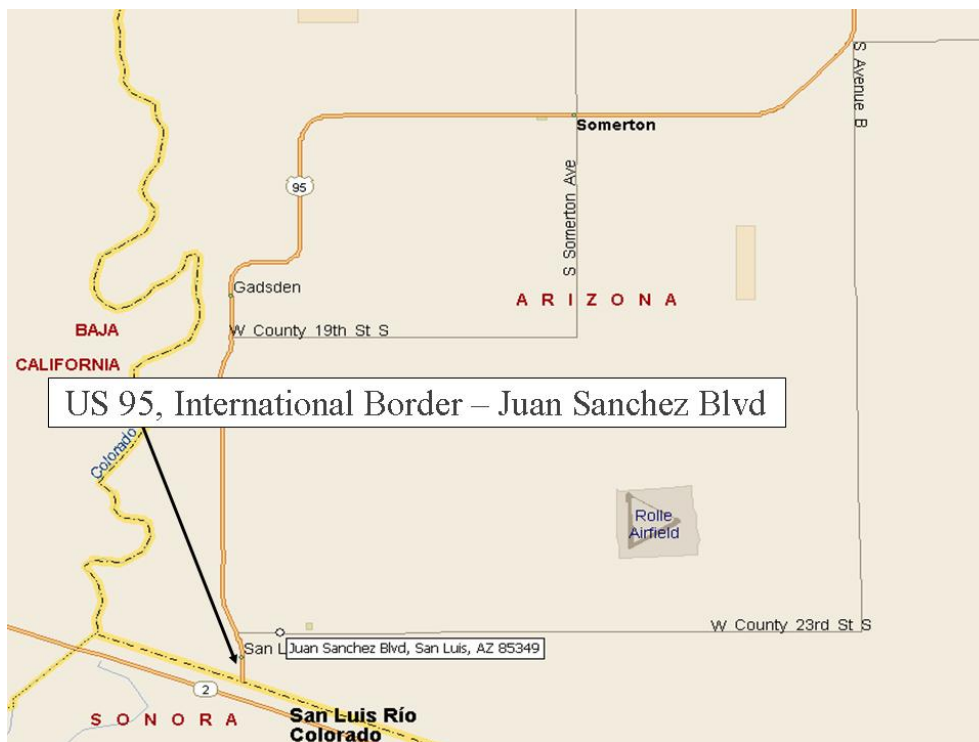 S Avenue B
Somerton
95
S Somerton Ave
Gadsden
A R I Z O N A
BAJA
CALIFORNIA
W County 19th St S
US 95, International Border – Juan Sanchez Blvd
Colorado
Rolle
Airfield
W County 23rd St S
San L
Juan Sanchez Blvd, San Luis, AZ 85349
2
S O N O R A
San Luis Río
Colorado